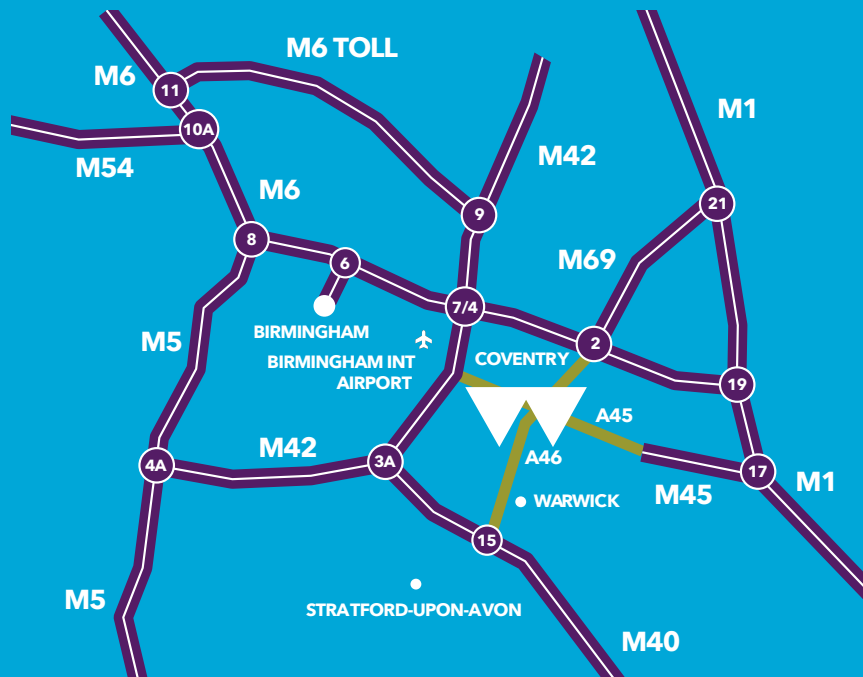 M6 TOLL
M6
11
M1
10A
M42
M54
M6
21
9
8
M69
6
7/4
BIRMINGHAM
M5
2
BIRMINGHAM INT
AIRPORT
COVENTRY
19
A45
M42
A46
3A
4A
17
M45
M1
WARWICK
15
M5
STRATFORD-UPON-AVON
M40